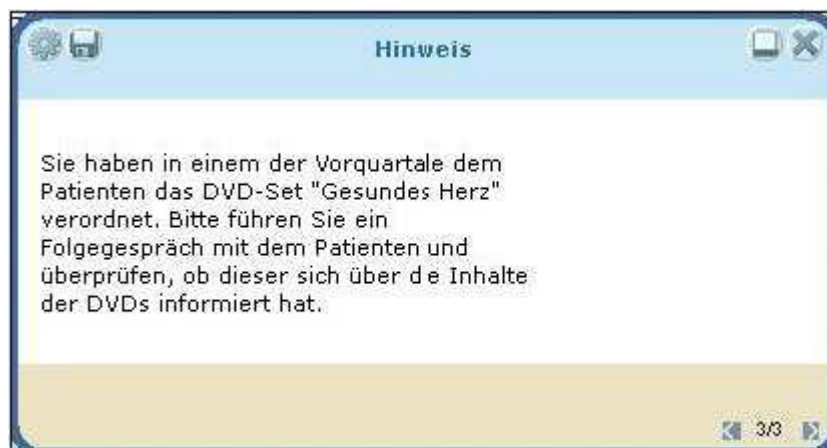 Hinweis
Sie haben in einem der Vorquartale dem
Patienten das DVD-Set "Gesundes Herz"
verordnet. Bitte führen Sie ein
Folgegespräch mit dem Patienten und
überprüfen, ob dieser sich über de Inhalte
der DVDs informiert hat.
3/3